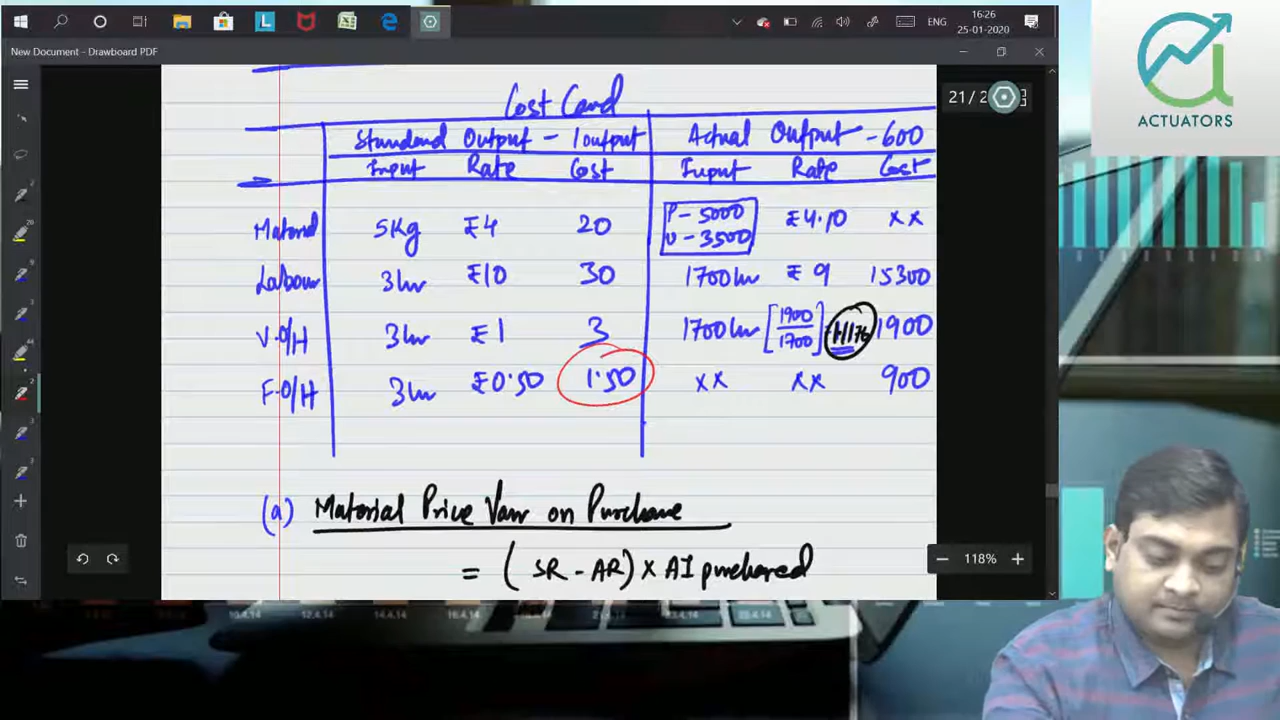 16:26
ENG
25-01-2020
New Document - Drawboard PDF
21 / 2
ACTUATORS
Cost Card
Standard Output - 1 output Actual Output - 600
Input Rate Cost Input Rate Cost
Material 5Kg ₹4 20 P - 5000 U - 3500 ₹4.10 xx
Labour 3hr ₹10 30 1700hr ₹9 15300
V.O/H 3hr ₹1 3 1700hr [1900/1700] 1900
F.O/H 3hr ₹0.50 1.50 xx xx 900
(a) Material Price Var on Purchase
= (SR - AR) x AI purchased
118%